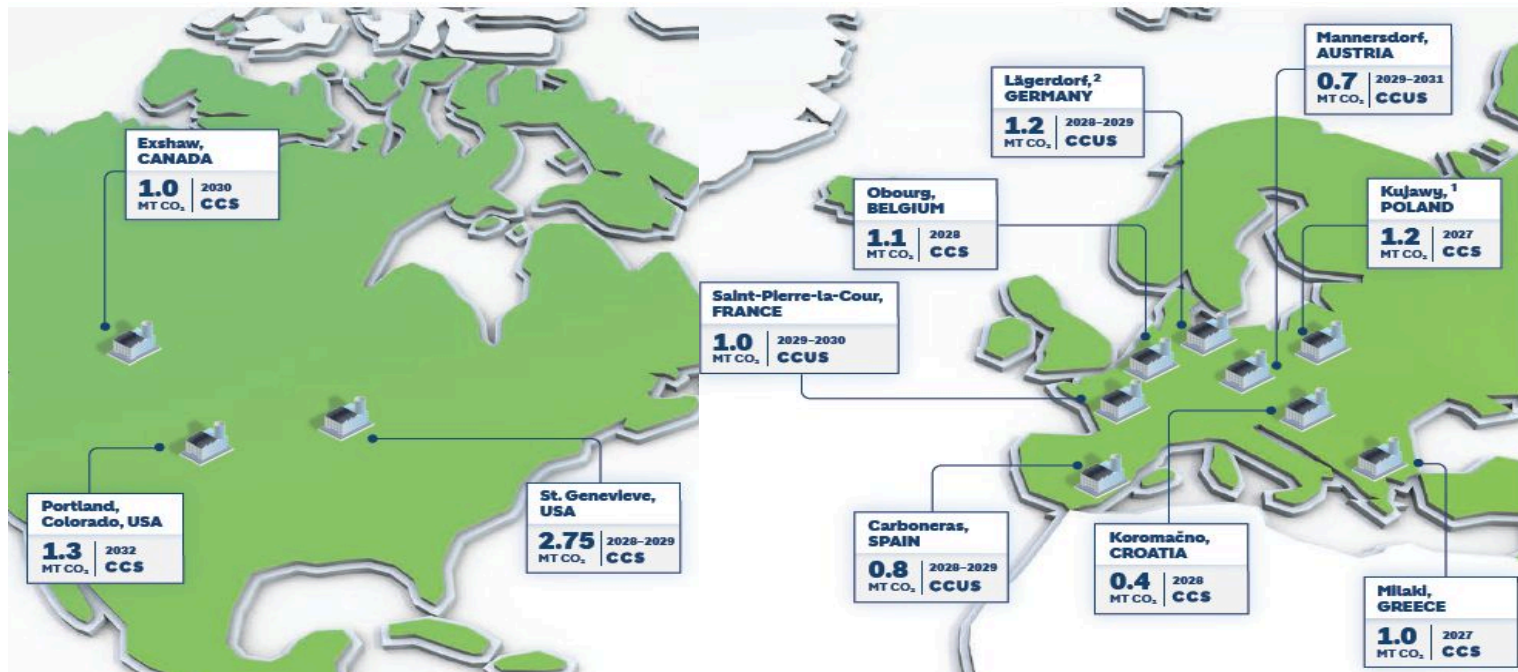 Exshaw,
CANADA
1.0
MT CO₂
2030
CCS
Portland,
Colorado, USA
1.3
MT CO₂
2032
CCS
St. Genevieve,
USA
2.75
MT CO₂
2028–2029
CCS
Mannersdorf,
AUSTRIA
0.7
MT CO₂
2029–2031
CCUS
Lägerdorf,²
GERMANY
1.2
MT CO₂
2028–2029
CCUS
Obourg,
BELGIUM
1.1
MT CO₂
2028
CCS
Kujawy,¹
POLAND
1.2
MT CO₂
2027
CCS
Saint-Pierre-la-Cour,
FRANCE
1.0
MT CO₂
2029–2030
CCUS
Carboneras,
SPAIN
0.8
MT CO₂
2028–2029
CCUS
Koromačno,
CROATIA
0.4
MT CO₂
2028
CCS
Milaki,
GREECE
1.0
MT CO₂
2027
CCS